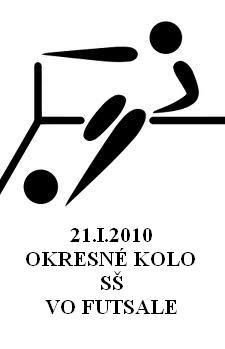 21.I.2010
OKRESNÉ KOLO
SŠ
VO FUTSALE